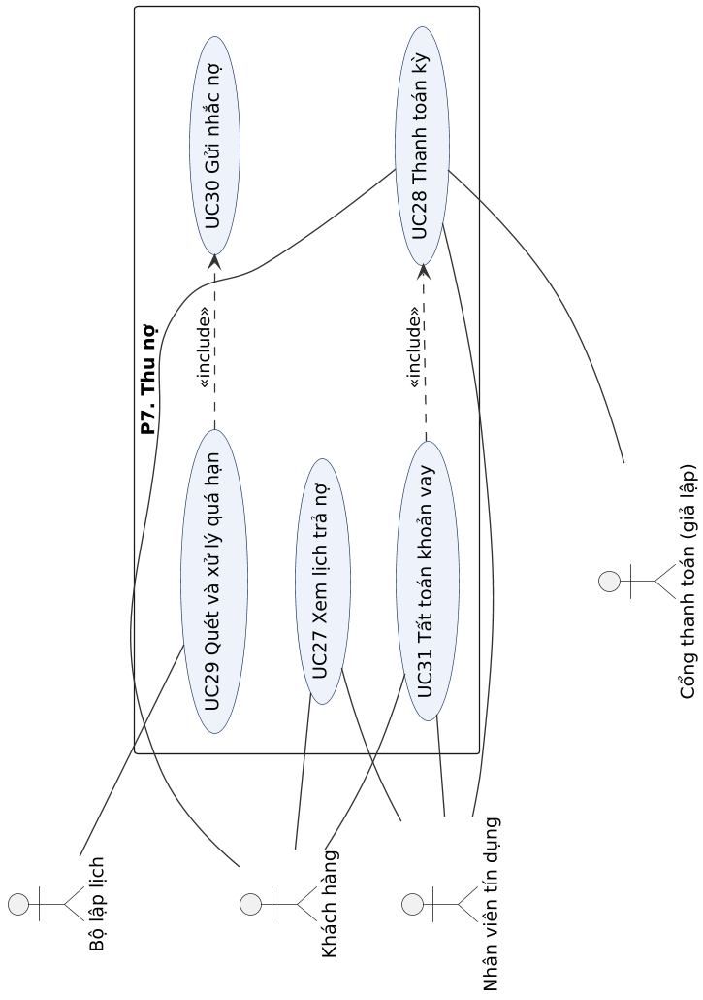 P7. Thu nợ
UC29 Quét và xử lý quá hạn
«include»
UC30 Gửi nhắc nợ
UC27 Xem lịch trả nợ
UC31 Tất toán khoản vay
«include»
UC28 Thanh toán kỳ
Bộ lập lịch
Khách hàng
Nhân viên tín dụng
Cổng thanh toán (giả lập)